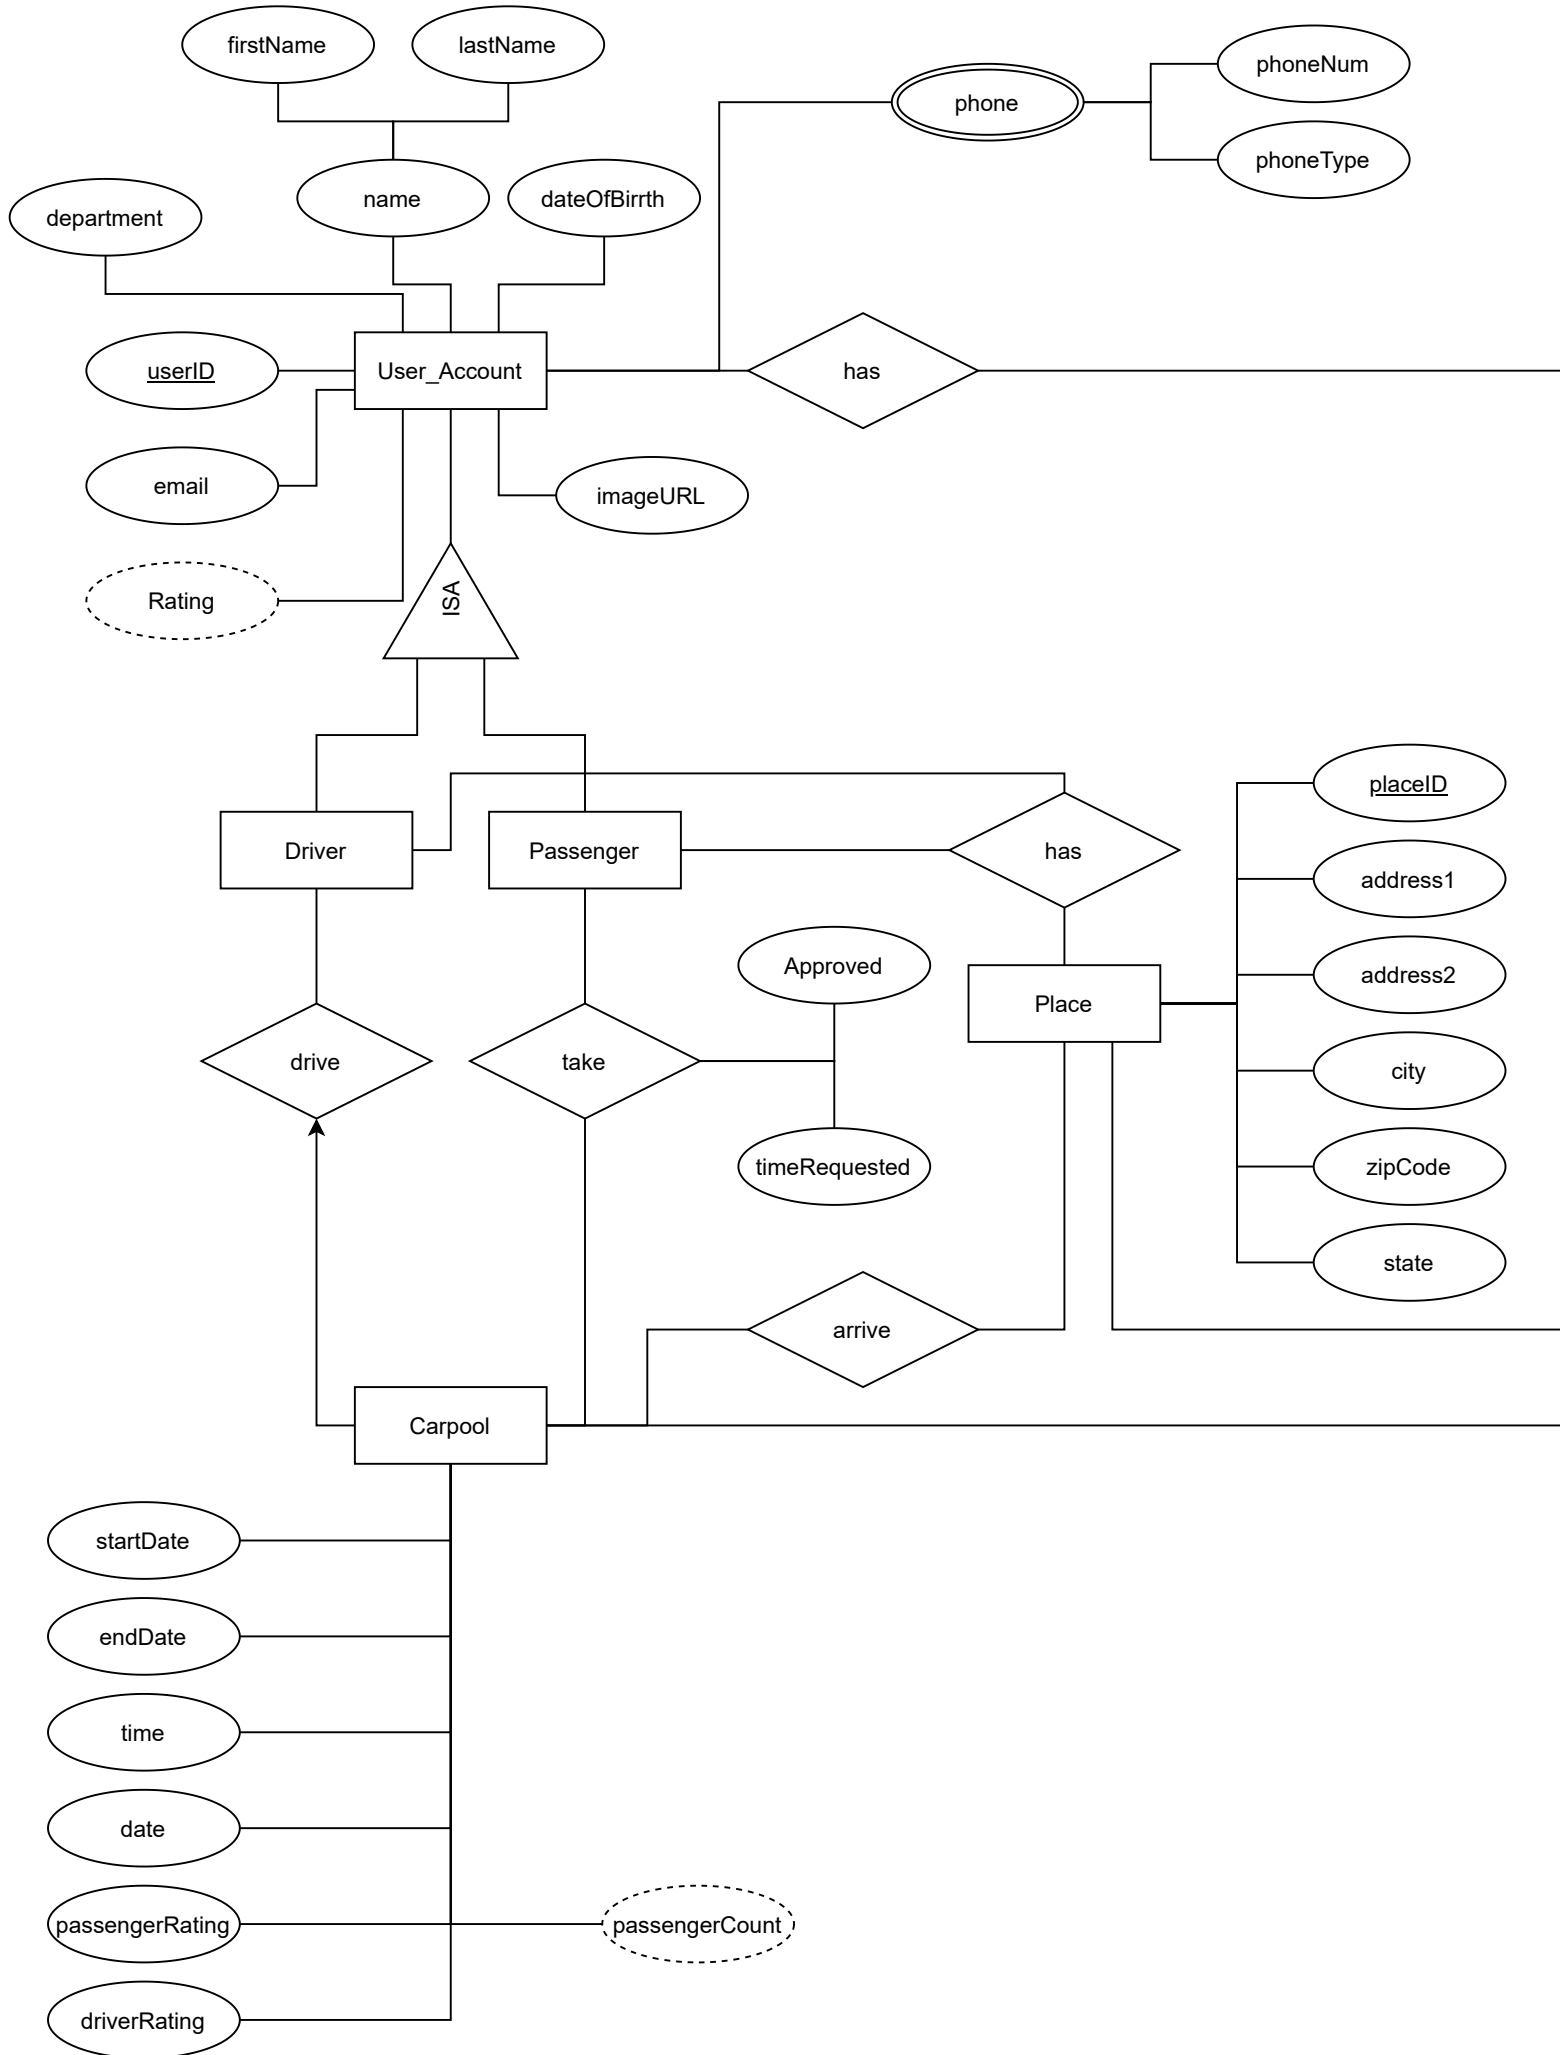 firstName
lastName
phoneNum
phone
phoneType
name
dateOfBirrth
department
userID
User_Account
has
email
imageURL
Rating
ISA
placeID
Driver
Passenger
has
address1
Approved
address2
Place
drive
take
city
timeRequested
zipCode
state
arrive
Carpool
startDate
endDate
time
date
passengerRating
passengerCount
driverRating